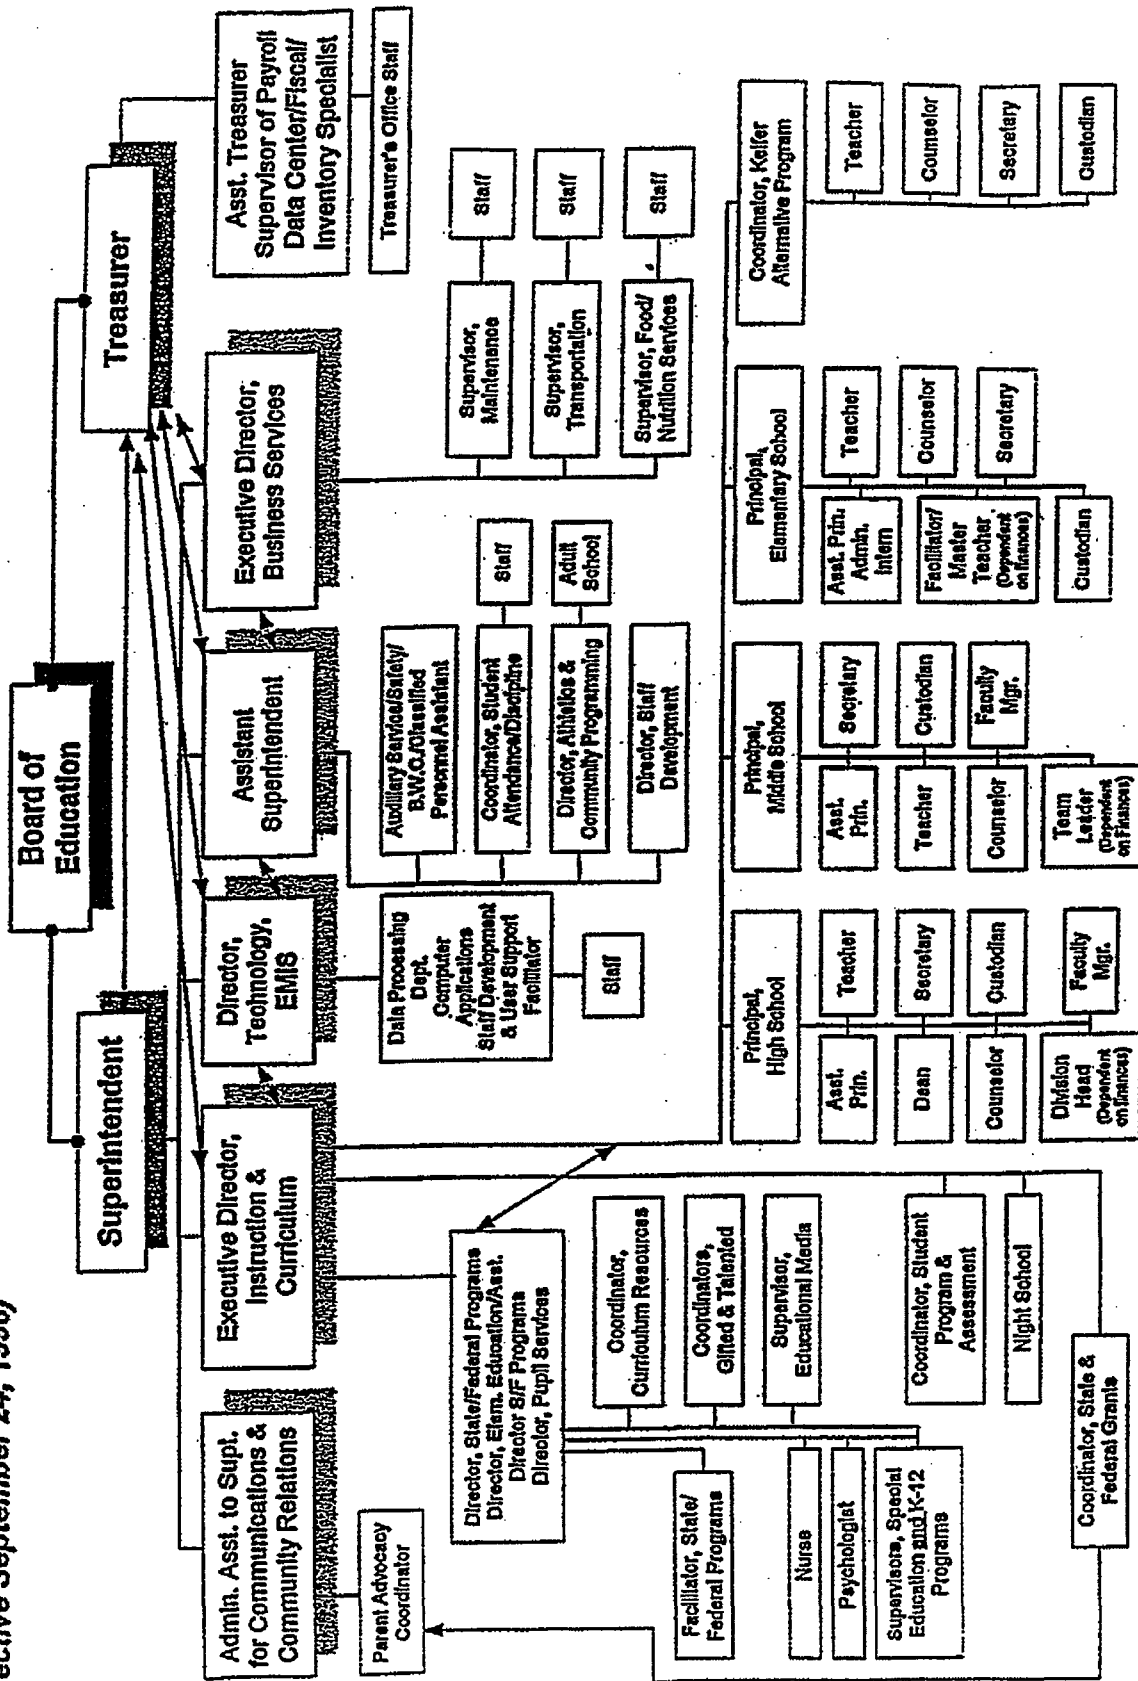 ective September 24, 1996)
Board of
Education
Superintendent
Treasurer
Admin. Asst. to Supt.
for Communications &
Community Relations
Executive Director,
Instruction &
Curriculum
Director,
Technology,
EMIS
Assistant
Superintendent
Executive Director,
Business Services
Asst. Treasurer
Supervisor of Payroll
Data Center/Fiscal/
Inventory Specialist
Treasurer's Office Staff
Parent Advocacy
Coordinator
Director, State/Federal Programs
Director, Elem. Education/Asst.
Director S/F Programs
Director, Pupil Services
Data Processing
Dept.
Computer
Applications
Staff Development
& User Support
Facilitator
Staff
Auxiliary Service/Safety/
B.W.C./Classified
Personnel Assistant
Coordinator, Student
Attendance/Discipline
Staff
Director, Athletics &
Community Programming
Adult
School
Director, Staff
Development
Supervisor,
Maintenance
Staff
Supervisor,
Transportation
Staff
Supervisor, Food/
Nutrition Services
Staff
Coordinator,
Curriculum Resources
Coordinators,
Gifted & Talented
Supervisor,
Educational Media
Facilitator, State/
Federal Programs
Nurse
Psychologist
Supervisors, Special
Education and K-12
Programs
Coordinator, Student
Program &
Assessment
Night School
Coordinator, State &
Federal Grants
Principal,
High School
Asst.
Prin.
Teacher
Dean
Secretary
Counselor
Custodian
Division
Head
(Dependent
on finances)
Faculty
Mgr.
Principal,
Middle School
Asst.
Prin.
Secretary
Teacher
Custodian
Counselor
Faculty
Mgr.
Team
Leader
(Dependent
on Finances)
Principal,
Elementary School
Asst. Prin.
Admin.
Intern
Teacher
Facilitator/
Master
Teacher
(Dependent
on finances)
Counselor
Secretary
Custodian
Coordinator, Keifer
Alternative Program
Teacher
Counselor
Secretary
Custodian